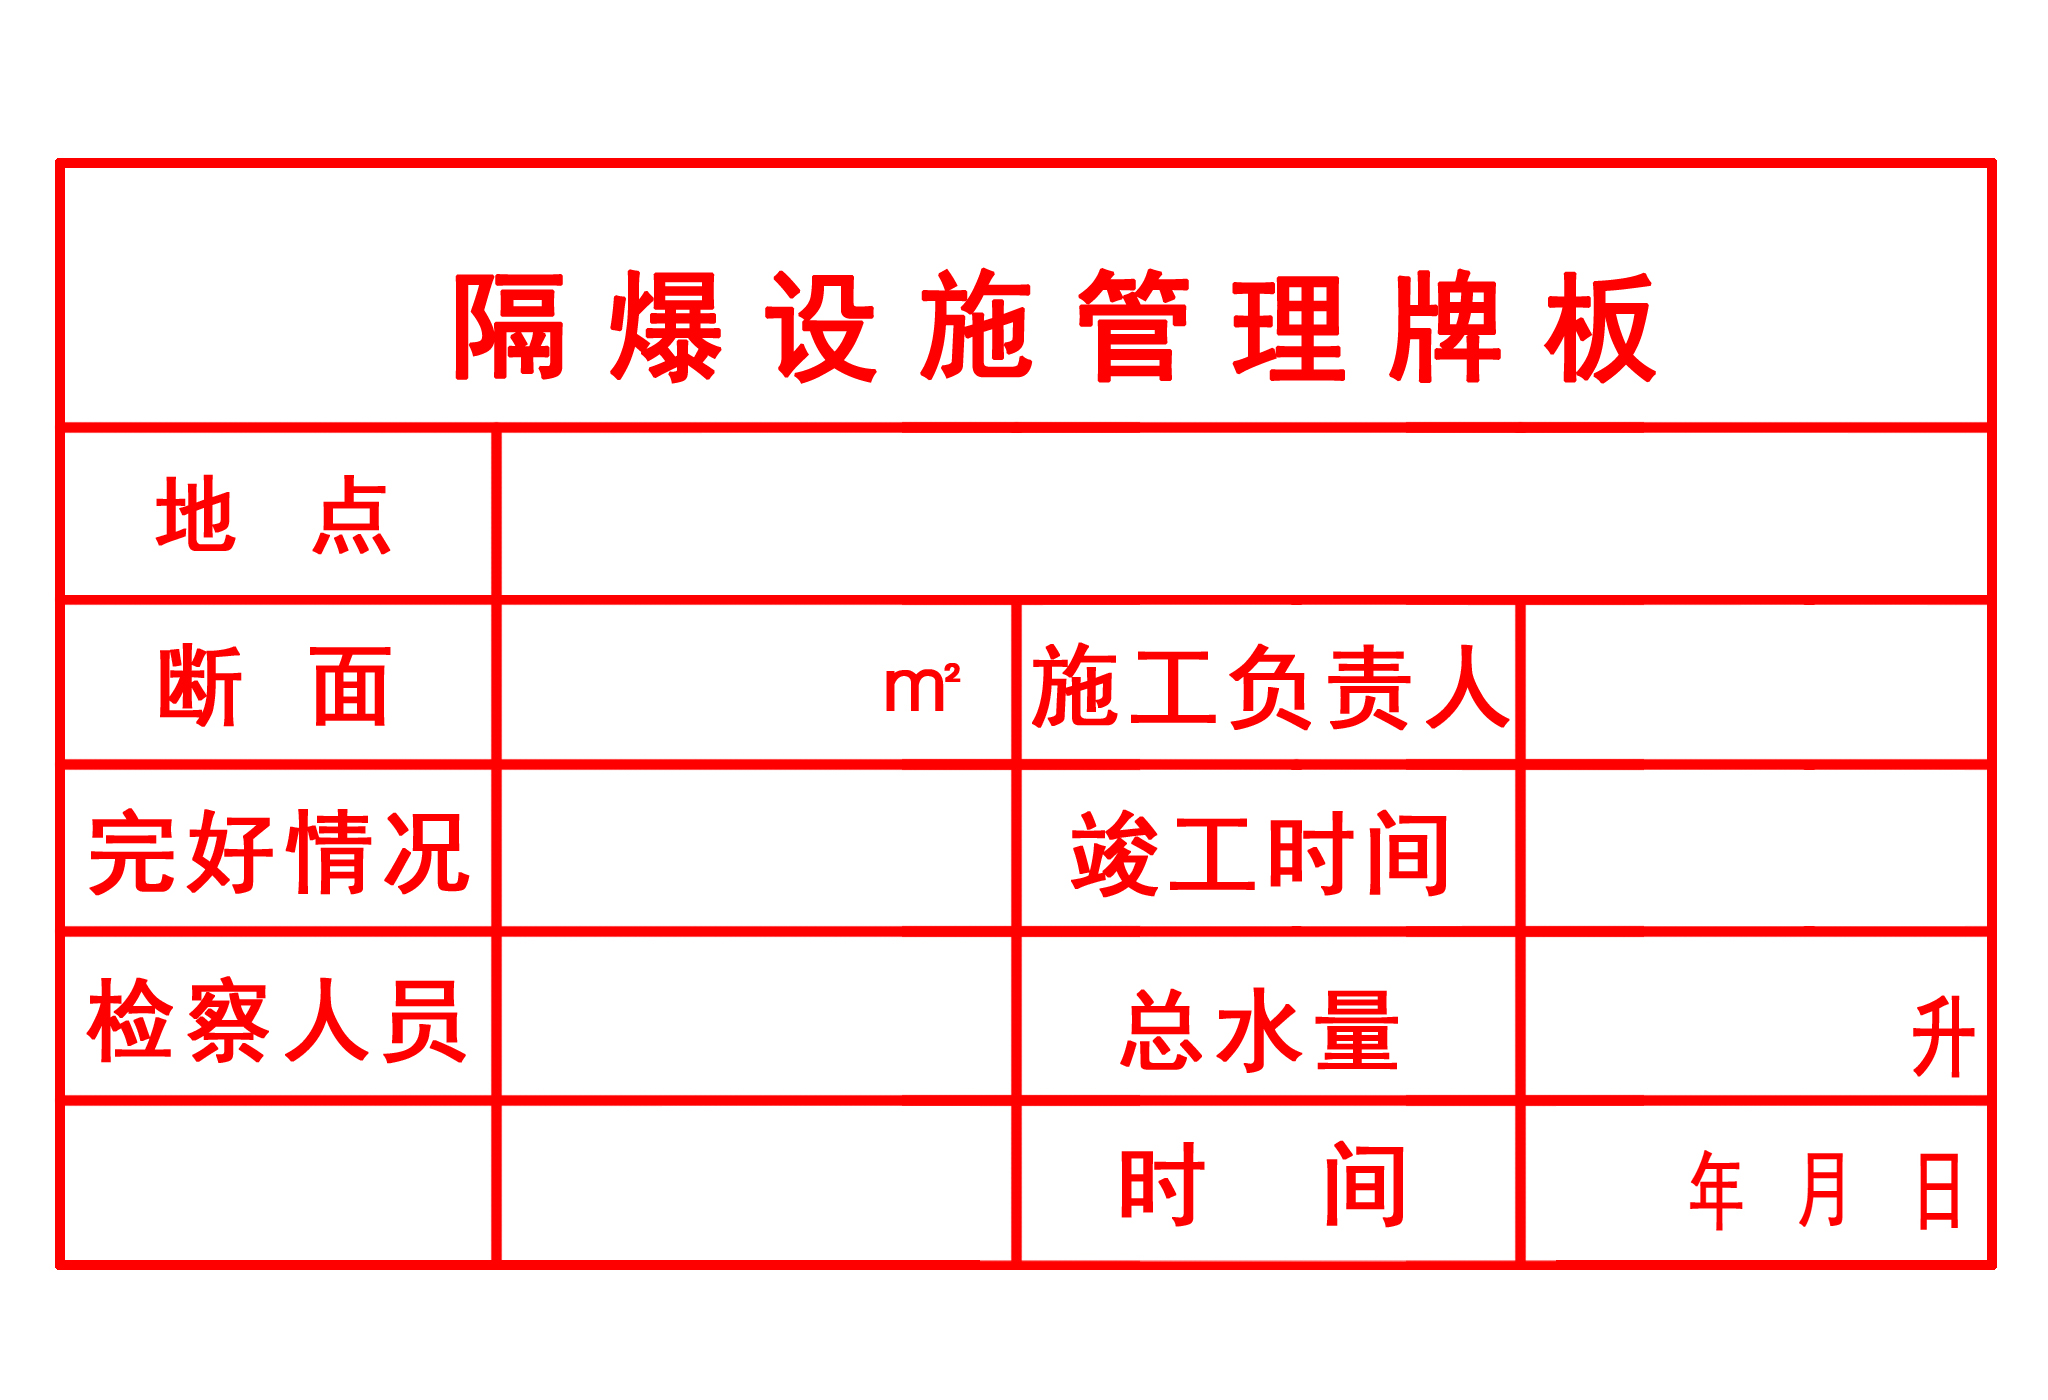 隔爆设施管理牌板
地 点
断 面 m² 施工负责人
完好情况 竣工时间
检察人员 总水量 升
时 间 年 月 日